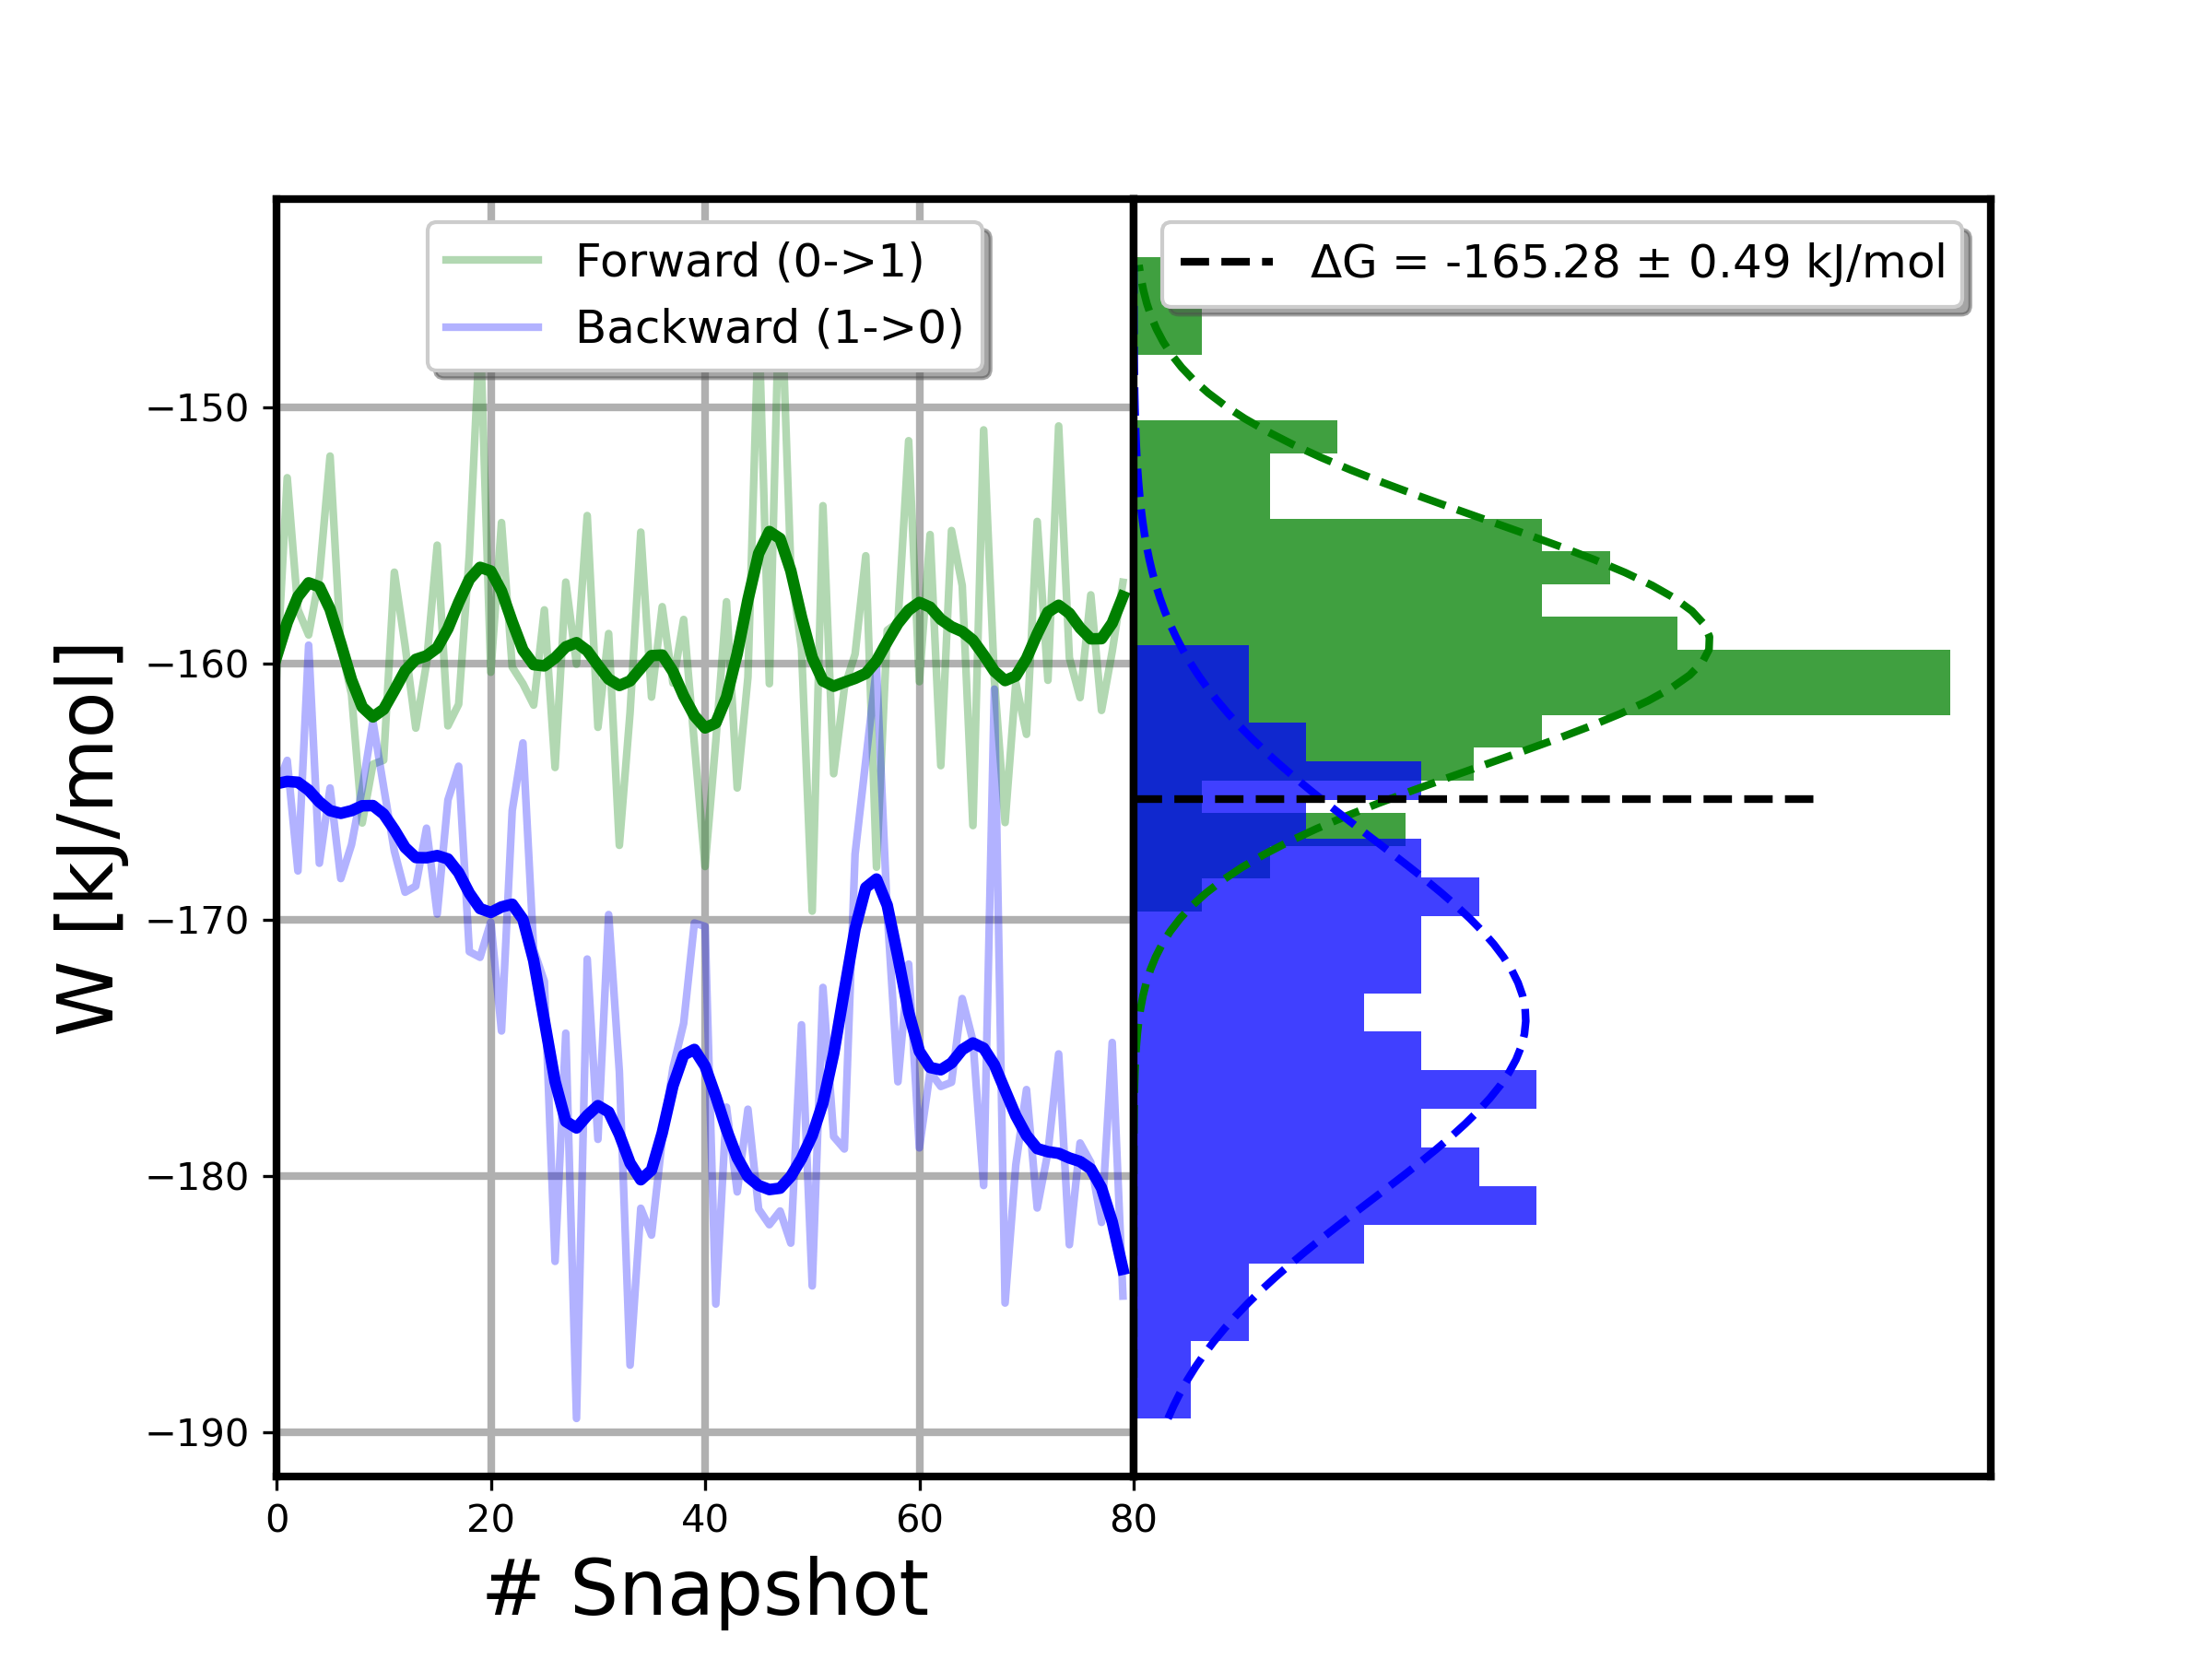 Forward (0->1)
Backward (1->0)
ΔG = -165.28 ± 0.49 kJ/mol
W [kJ/mol]
−150
−160
−170
−180
−190
0 20 40 60 80
# Snapshot